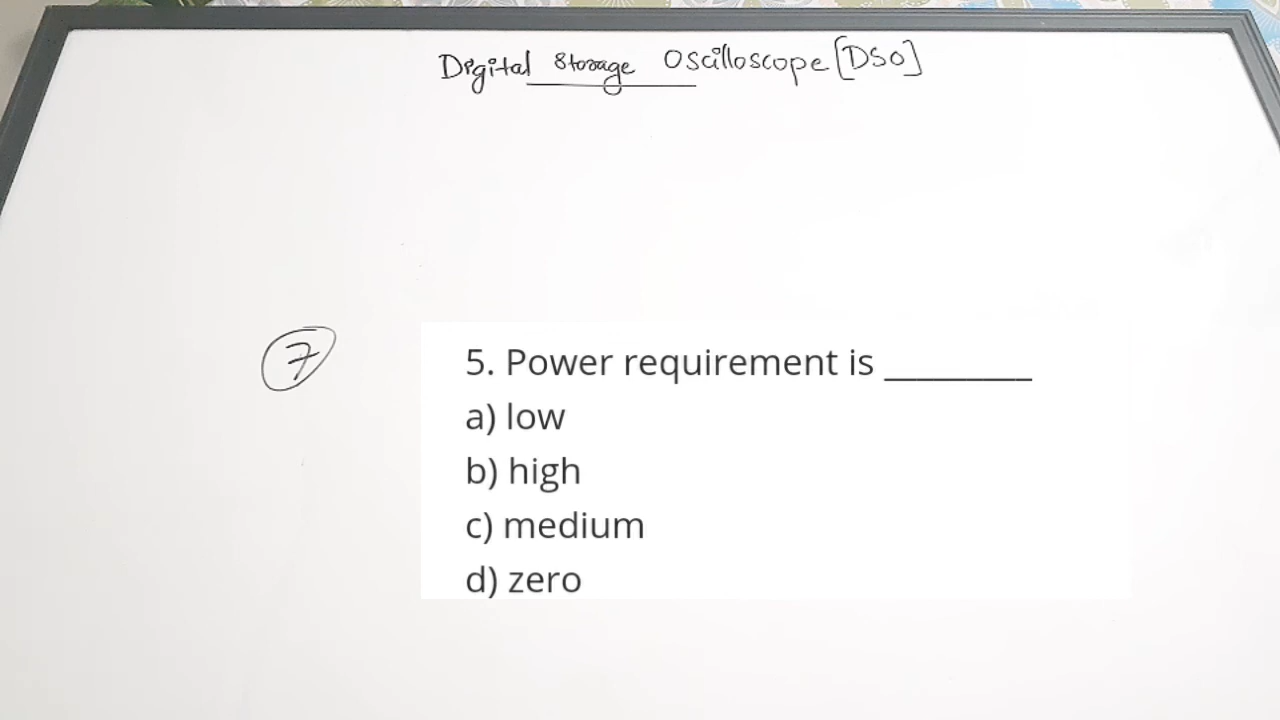 Digital Storage Oscilloscope [DSO]
7
5. Power requirement is ________
a) low
b) high
c) medium
d) zero